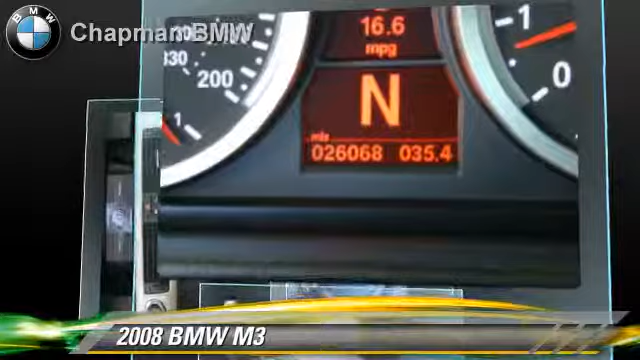 BMW
Chapman BMW
16.6
mpg
1
0
330
200
1
N
mls
026068 035.4
2008 BMW M3